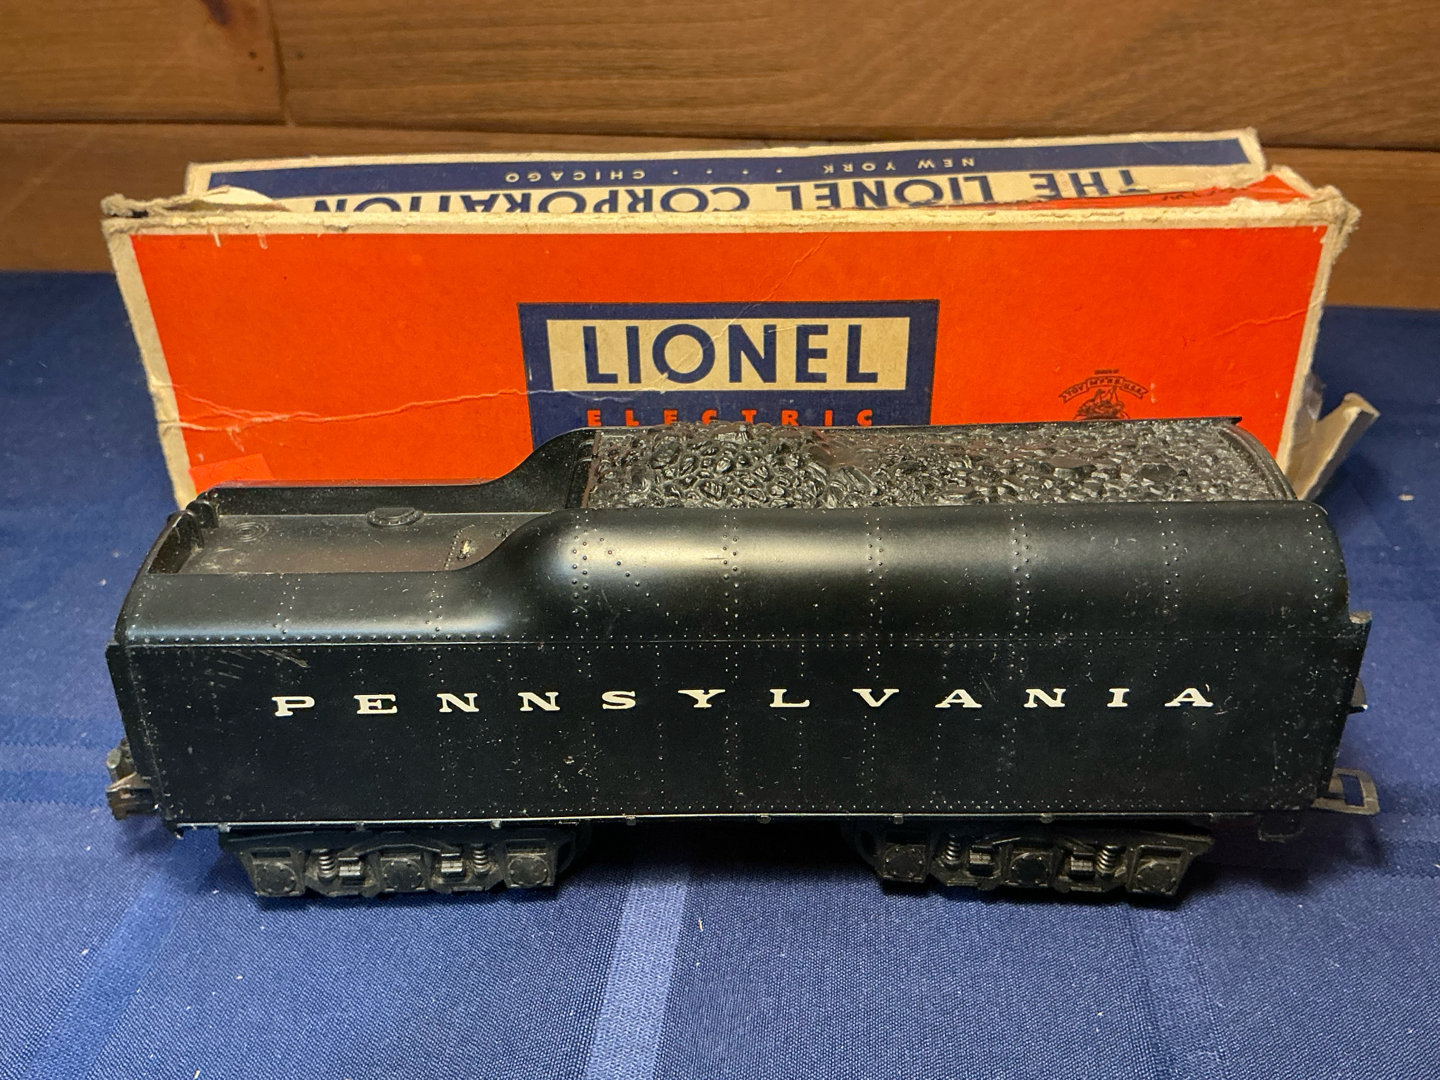 NEW YORK . . . . CHICAGO
THE LIONEL CORPORATION
LIONEL
ELECTRIC
PENNSYLVANIA